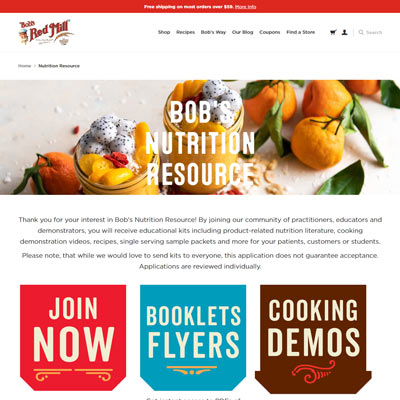 Free shipping on most orders over $59. More Info
Bob's
Red Mill
Shop Recipes Bob's Way Our Blog Coupons Find a Store Search
Home / Nutrition Resource
BOB'S
NUTRITION
RESOURCE
Thank you for your interest in Bob's Nutrition Resource! By joining our community of practitioners, educators and
demonstrators, you will receive educational kits including product-related nutrition literature, cooking
demonstration videos, recipes, single serving sample packets and more for your patients, customers or students.
Please note, that while we would love to send kits to everyone, this application does not guarantee acceptance.
Applications are reviewed individually.
JOIN
NOW
BOOKLETS
FLYERS
COOKING
DEMOS